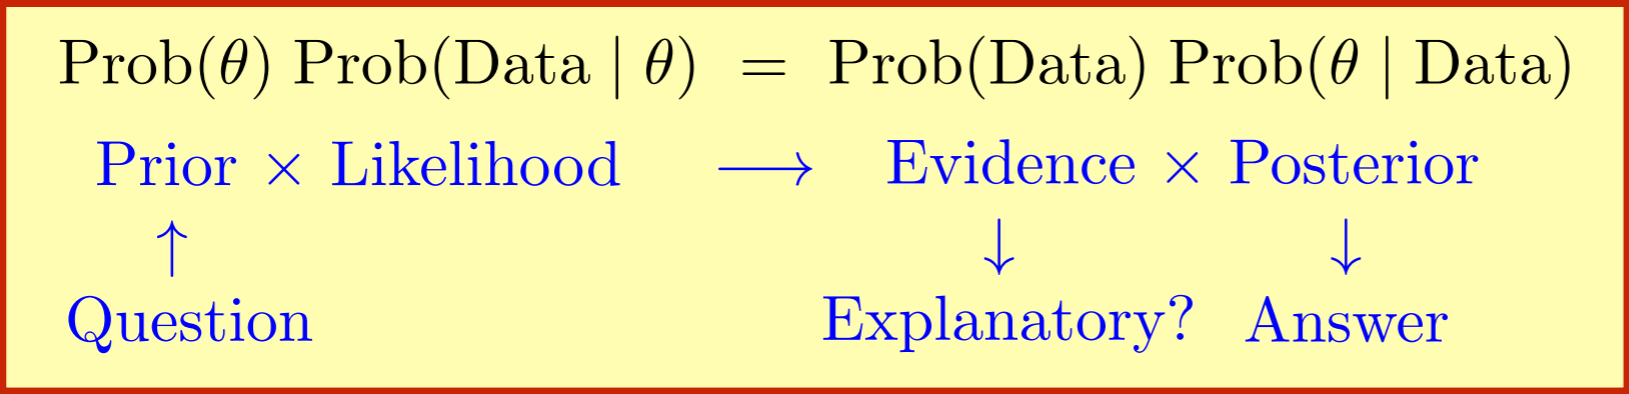 Prob(θ) Prob(Data | θ) = Prob(Data) Prob(θ | Data)
Prior × Likelihood ⟶ Evidence × Posterior
↑ ↓ ↓
Question Explanatory? Answer